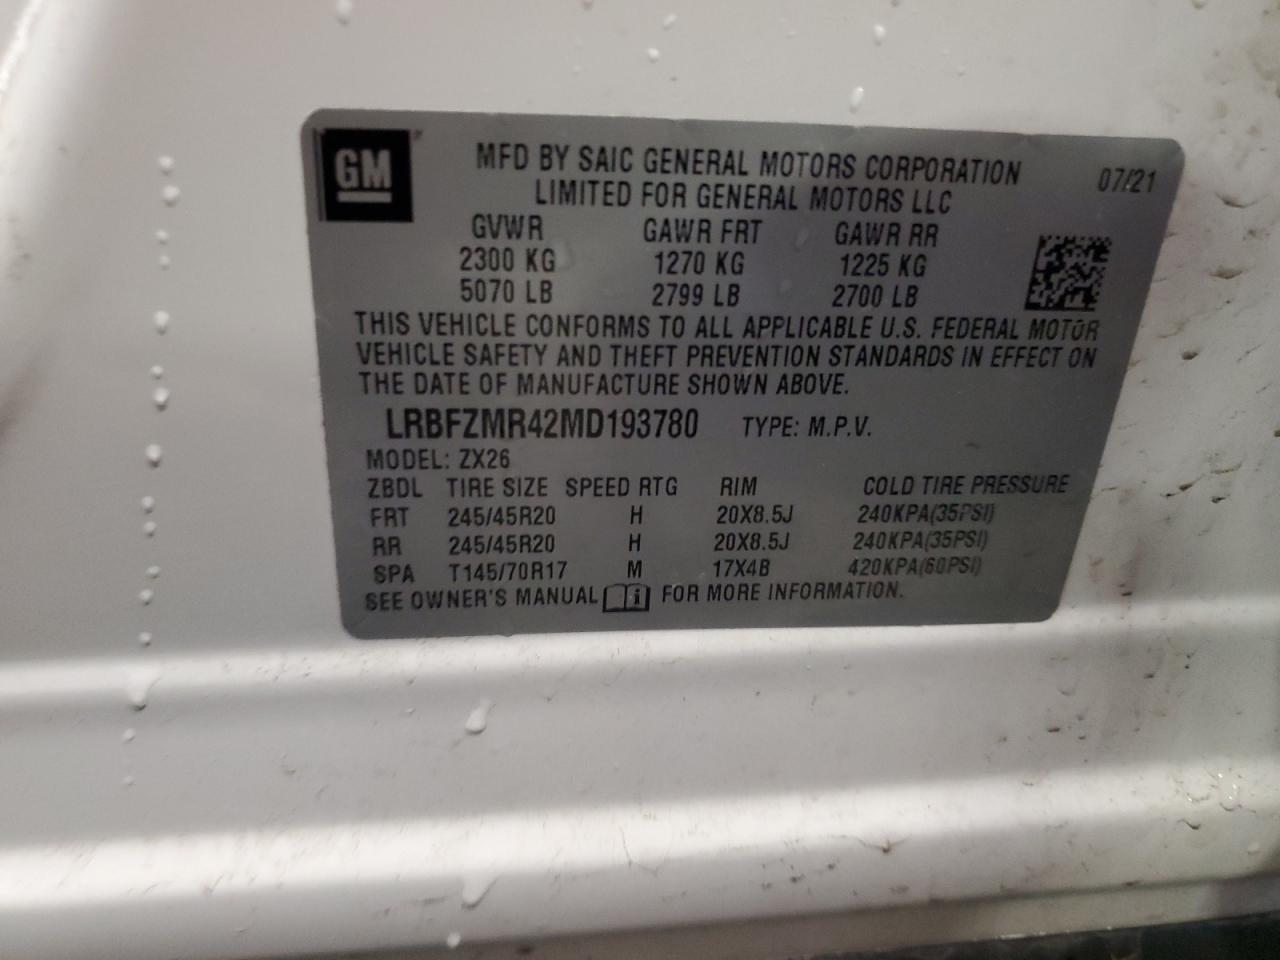 GM
MFD BY SAIC GENERAL MOTORS CORPORATION 07/21
LIMITED FOR GENERAL MOTORS LLC
GVWR GAWR FRT GAWR RR
2300 KG 1270 KG 1225 KG
5070 LB 2799 LB 2700 LB
THIS VEHICLE CONFORMS TO ALL APPLICABLE U.S. FEDERAL MOTOR
VEHICLE SAFETY AND THEFT PREVENTION STANDARDS IN EFFECT ON
THE DATE OF MANUFACTURE SHOWN ABOVE.
LRBFZMR42MD193780 TYPE: M.P.V.
MODEL: ZX26
ZBDL TIRE SIZE SPEED RTG RIM COLD TIRE PRESSURE
FRT 245/45R20 H 20X8.5J 240KPA(35PSI)
RR 245/45R20 H 20X8.5J 240KPA(35PSI)
SPA T145/70R17 M 17X4B 420KPA(60PSI)
SEE OWNER'S MANUAL i FOR MORE INFORMATION.